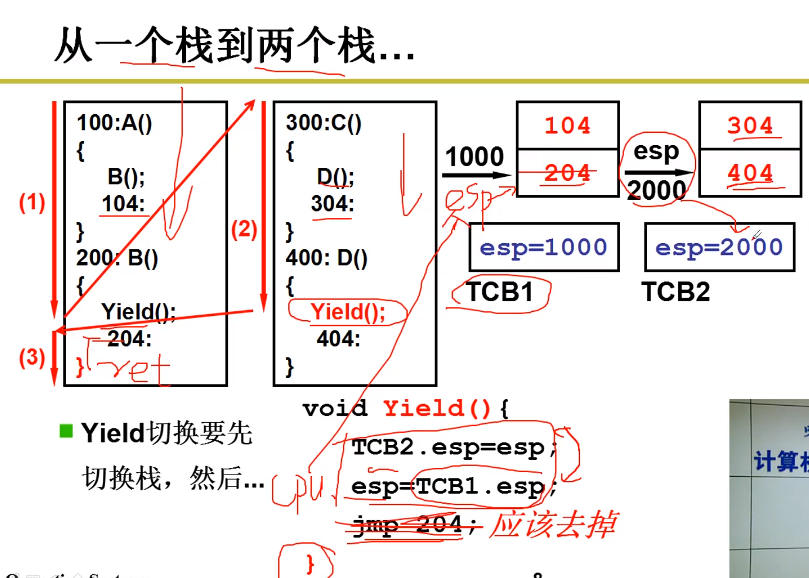 从一个栈到两个栈…
100:A()
{
B();
104:
}
200: B()
{
Yield();
204:
}
ret
(1)
(2)
(3)
300:C()
{
D();
304:
}
400: D()
{
Yield();
404:
}
1000
esp
104
204
esp
2000
304
404
esp=1000
esp=2000
TCB1
TCB2
■ Yield切换要先
切换栈，然后...
void Yield(){
TCB2.esp=esp;
esp=TCB1.esp;
jmp 204; 应该去掉
}
CPU